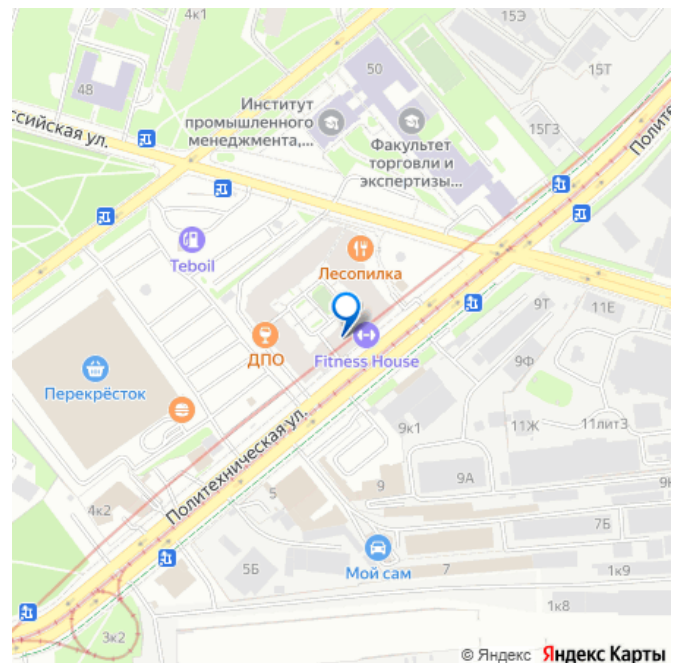 4к1
15Э
48
50
15Т
Институт
промышленного
менеджмента,...
15Г3
Политех
ссийская ул.
Факультет
торговли и
экспертизы...
Teboil
Лесопилка
9Т
11Е
ДПО
Fitness House
9Ф
Перекрёсток
Политехническая ул.
9к1
11Ж
11лит3
9А
9
5
4к2
7Б
5Б
Мой сам
7
1к9
1к8
3к2
© Яндекс Яндекс Карты